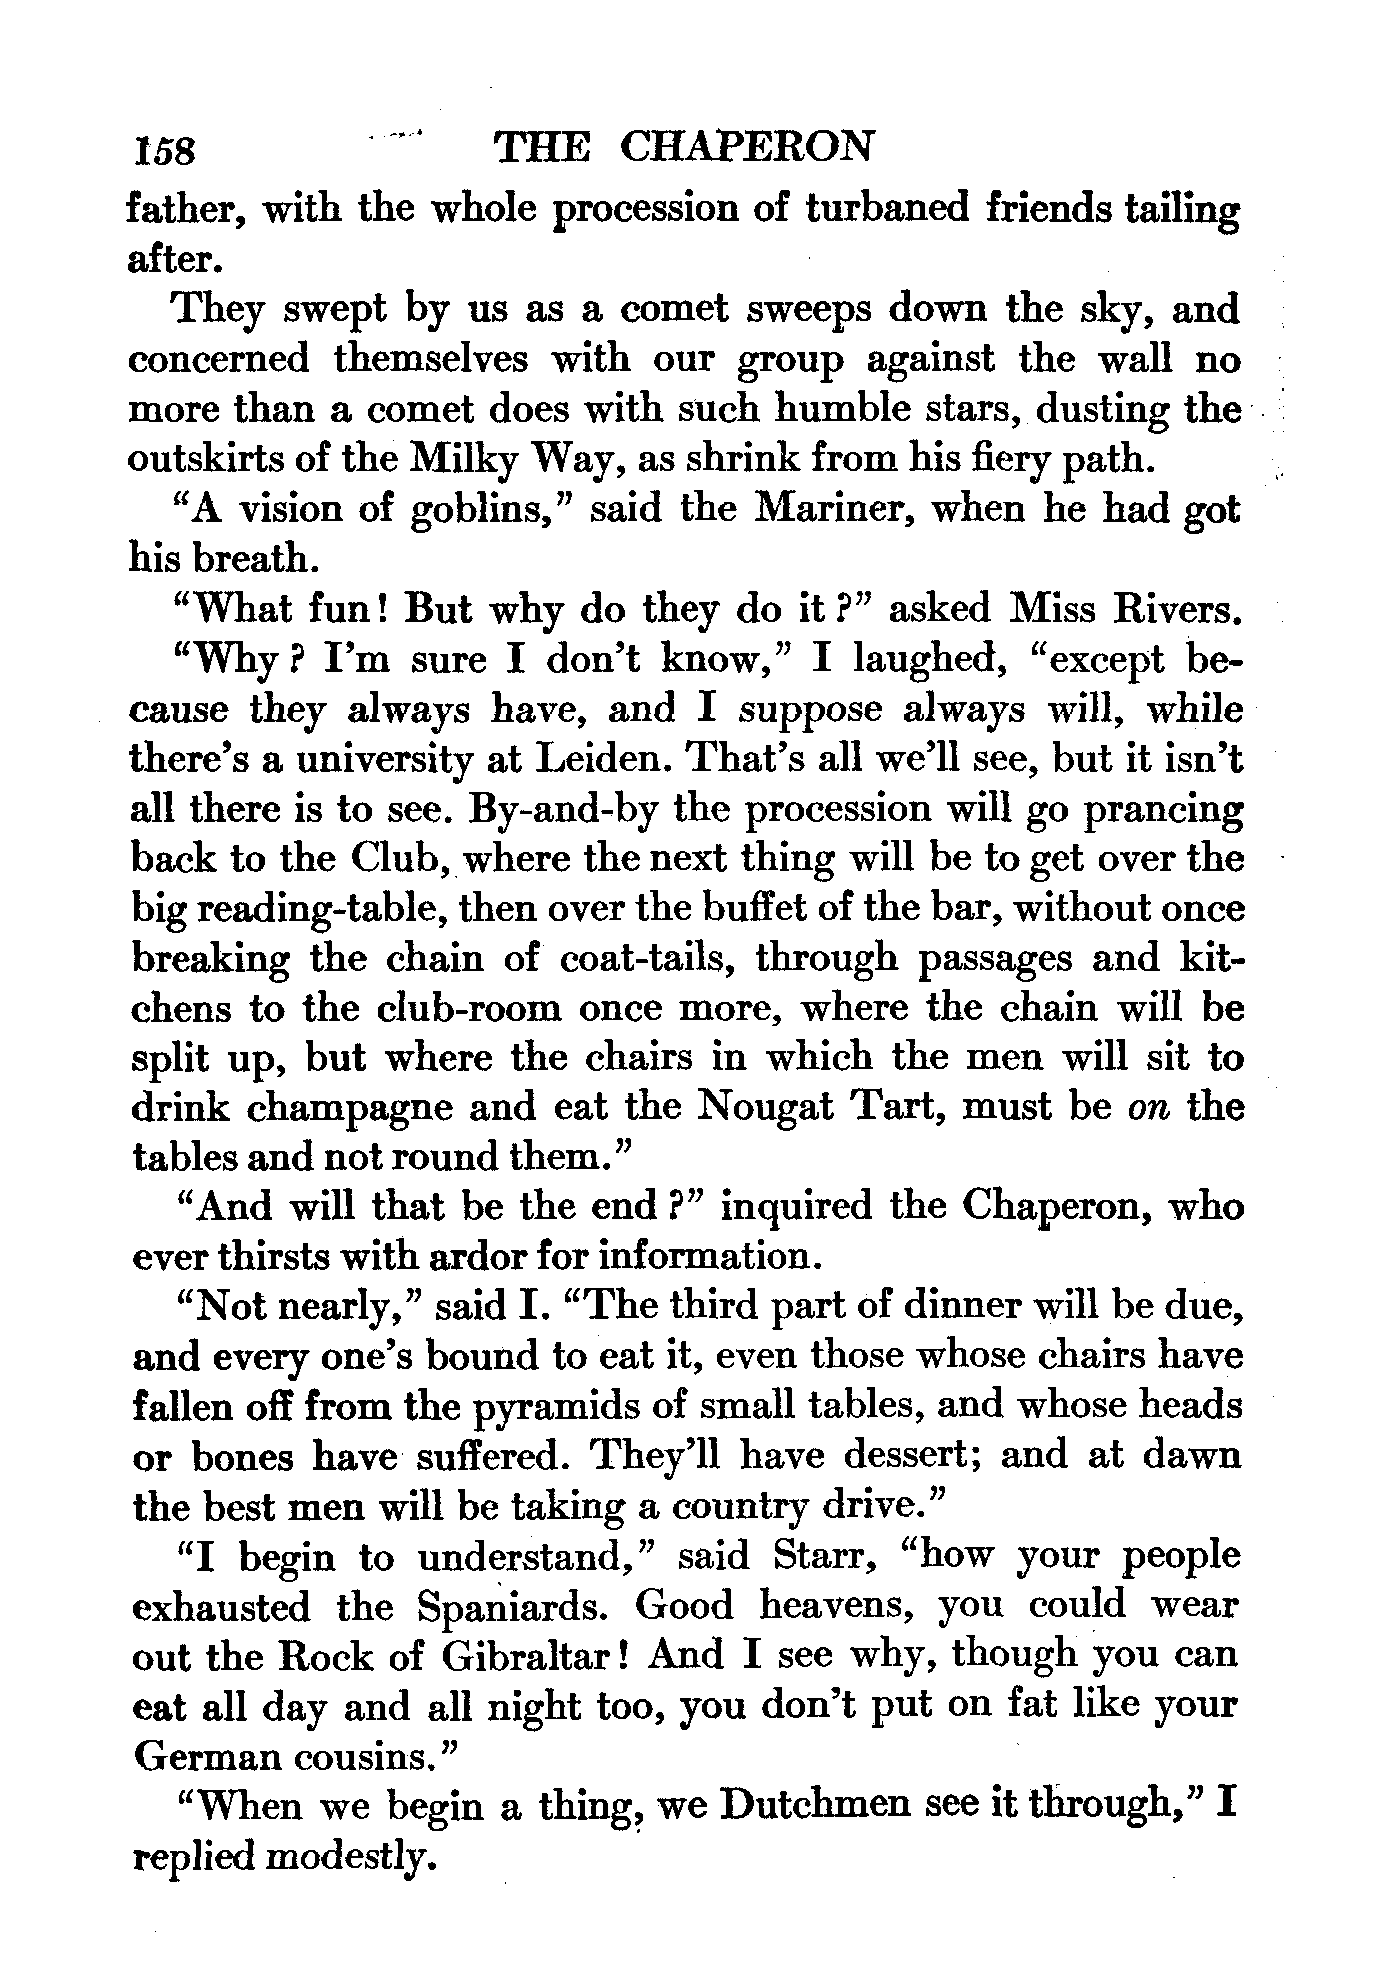 158 THE CHAPERON
father, with the whole procession of turbaned friends tailing
after.
They swept by us as a comet sweeps down the sky, and
concerned themselves with our group against the wall no
more than a comet does with such humble stars, dusting the
outskirts of the Milky Way, as shrink from his fiery path.
“A vision of goblins,” said the Mariner, when he had got
his breath.
“What fun! But why do they do it?” asked Miss Rivers.
“Why? I’m sure I don’t know,” I laughed, “except be-
cause they always have, and I suppose always will, while
there’s a university at Leiden. That’s all we’ll see, but it isn’t
all there is to see. By-and-by the procession will go prancing
back to the Club, where the next thing will be to get over the
big reading-table, then over the buffet of the bar, without once
breaking the chain of coat-tails, through passages and kit-
chens to the club-room once more, where the chain will be
split up, but where the chairs in which the men will sit to
drink champagne and eat the Nougat Tart, must be on the
tables and not round them.”
“And will that be the end?” inquired the Chaperon, who
ever thirsts with ardor for information.
“Not nearly,” said I. “The third part of dinner will be due,
and every one’s bound to eat it, even those whose chairs have
fallen off from the pyramids of small tables, and whose heads
or bones have suffered. They’ll have dessert; and at dawn
the best men will be taking a country drive.”
“I begin to understand,” said Starr, “how your people
exhausted the Spaniards. Good heavens, you could wear
out the Rock of Gibraltar! And I see why, though you can
eat all day and all night too, you don’t put on fat like your
German cousins.”
“When we begin a thing, we Dutchmen see it through,” I
replied modestly.